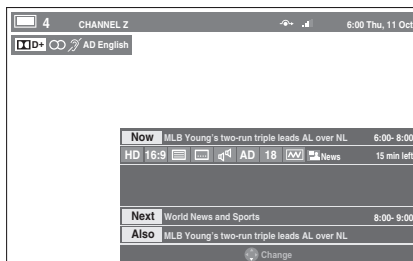 4 CHANNEL Z 6:00 Thu, 11 Oct
D+ AD English
Now MLB Young's two-run triple leads AL over NL 6:00- 8:00
HD 16:9 AD 18 News 15 min left
Next World News and Sports 8:00- 9:00
Also MLB Young's two-run triple leads AL over NL
Change